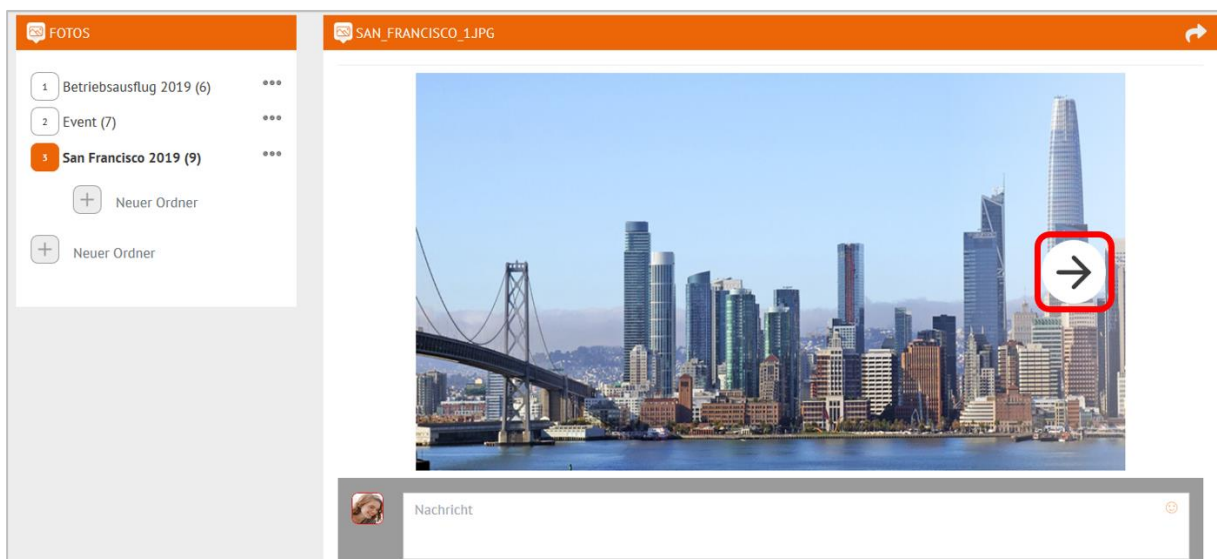 FOTOS
1 Betriebsausflug 2019 (6)
2 Event (7)
3 San Francisco 2019 (9)
Neuer Ordner
Neuer Ordner
SAN_FRANCISCO_1.JPG
Nachricht